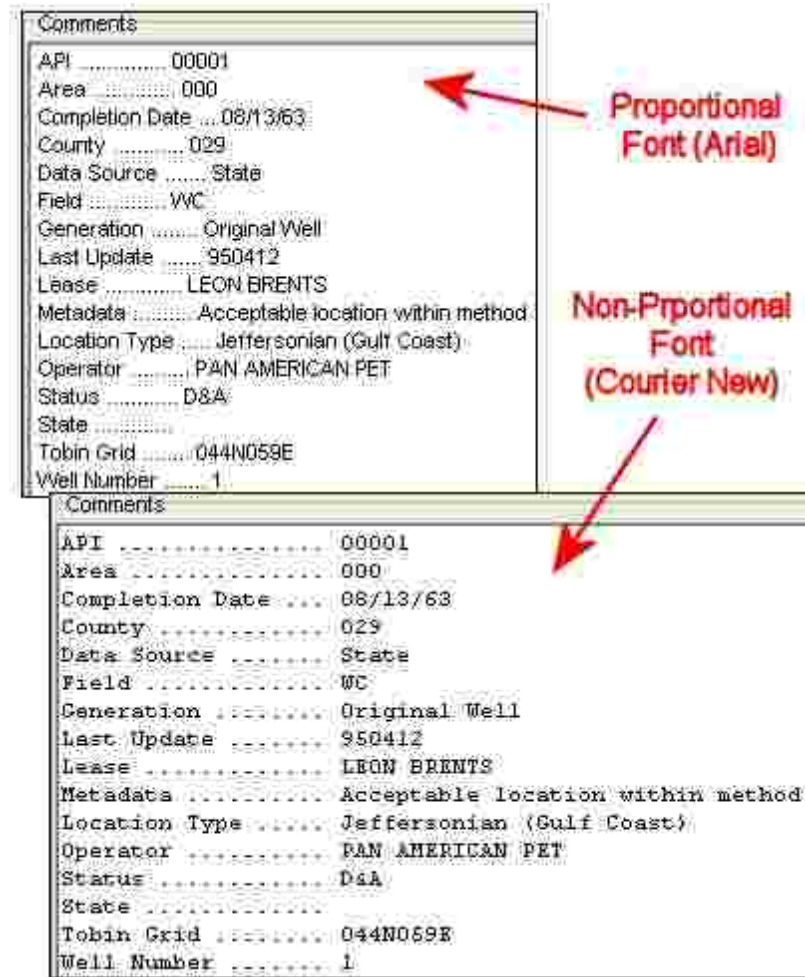 Comments
API .............. 00001
Area ............. 000
Completion Date ... 08/13/63
County ........... 029
Data Source ....... State
Field ............. WC
Generation ........ Original Well
Last Update ....... 950412
Lease ............. LEON BRENTS
Metadata .......... Acceptable location within method
Location Type ..... Jeffersonian (Gulf Coast)
Operator .......... PAN AMERICAN PET
Status ............ D&A
State .............
Tobin Grid ........ 044N059E
Well Number ....... 1
Proportional
Font (Arial)
Non-Prportional
Font
(Courier New)
Comments
API ............... 00001
Area .............. 000
Completion Date ... 08/13/63
County ............ 029
Data Source ....... State
Field ............. WC
Generation ........ Original Well
Last Update ....... 950412
Lease ............. LEON BRENTS
Metadata .......... Acceptable location within method
Location Type ..... Jeffersonian (Gulf Coast)
Operator .......... PAN AMERICAN PET
Status ............ D&A
State .............
Tobin Grid ........ 044N059E
Well Number ....... 1